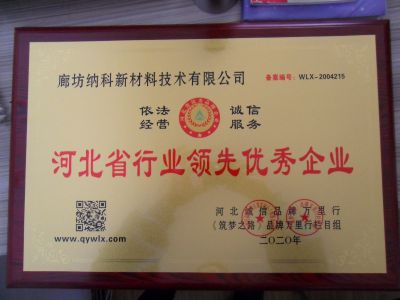 廊坊纳科新材料技术有限公司
备案编号：WLX-2004215
依法 诚信
经营 服务
河北省行业领先优秀企业
www.qywlx.com
河北诚信品牌万里行
《筑梦之路》品牌万里行栏目组
二〇二〇年